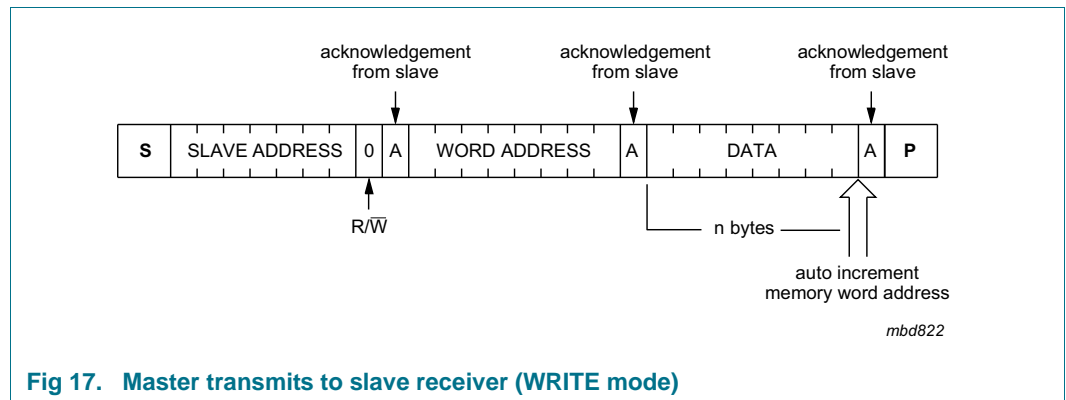 acknowledgement
from slave
acknowledgement
from slave
acknowledgement
from slave
S SLAVE ADDRESS 0 A WORD ADDRESS A DATA A P
R/W̅
n bytes
auto increment
memory word address
mbd822
Fig 17. Master transmits to slave receiver (WRITE mode)